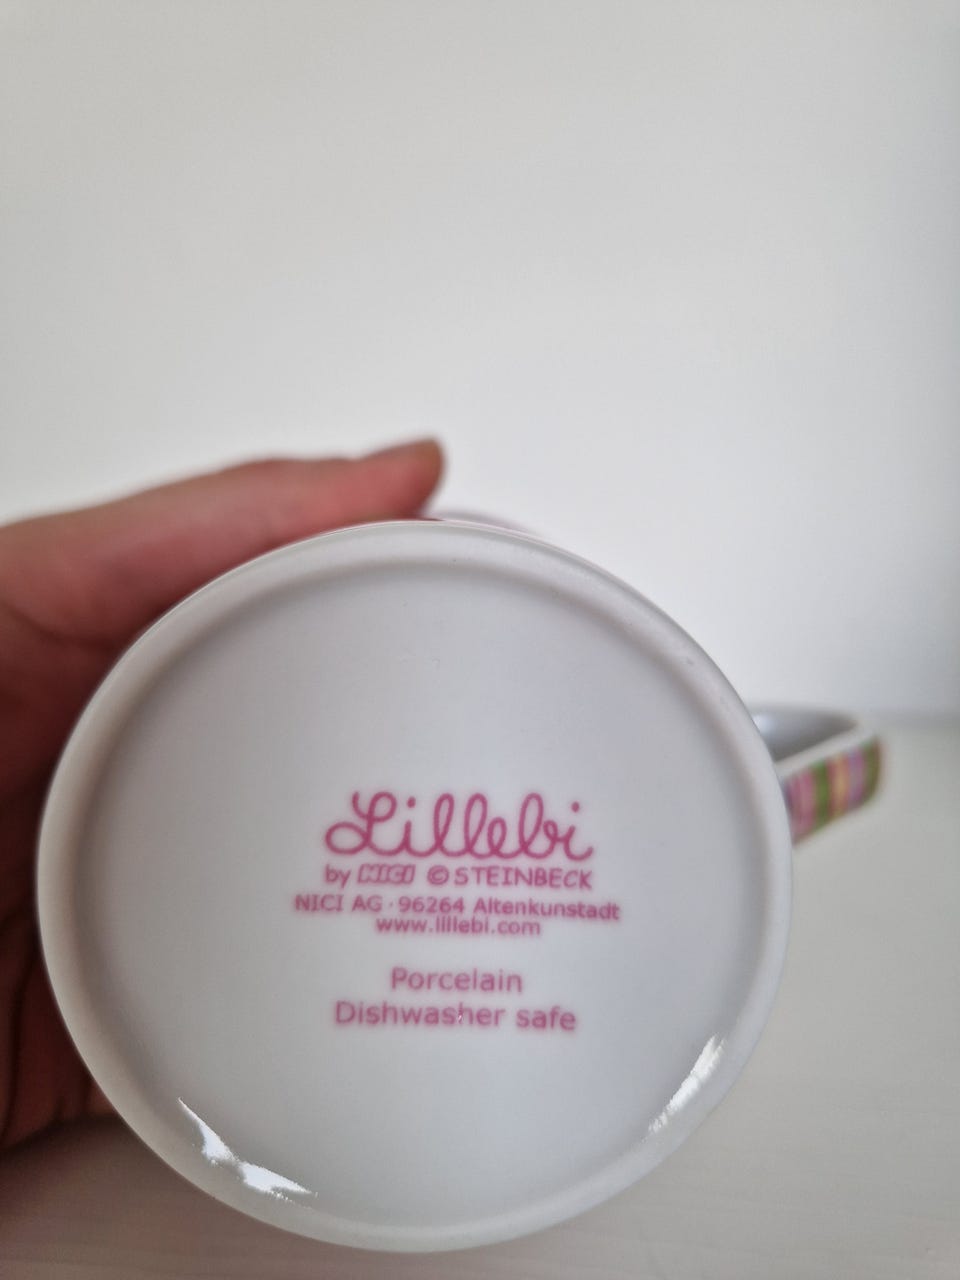 Lillebi
by NICI © STEINBECK
NICI AG · 96264 Altenkunstadt
www.lillebi.com
Porcelain
Dishwasher safe